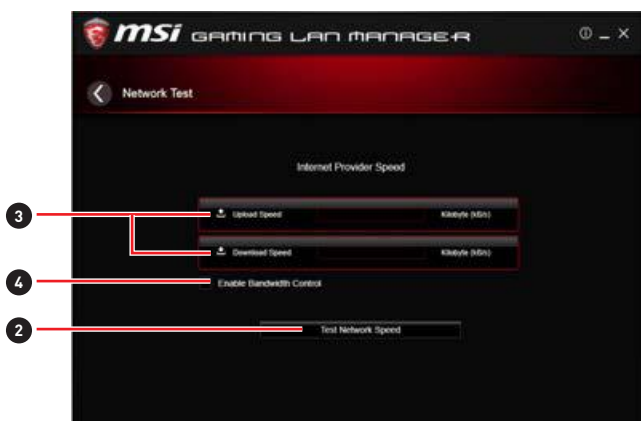 msi GAMING LAN MANAGER
Network Test
Internet Provider Speed
3
Upload Speed Kilobyte (kB/s)
Download Speed Kilobyte (kB/s)
4 Enable Bandwidth Control
2 Test Network Speed